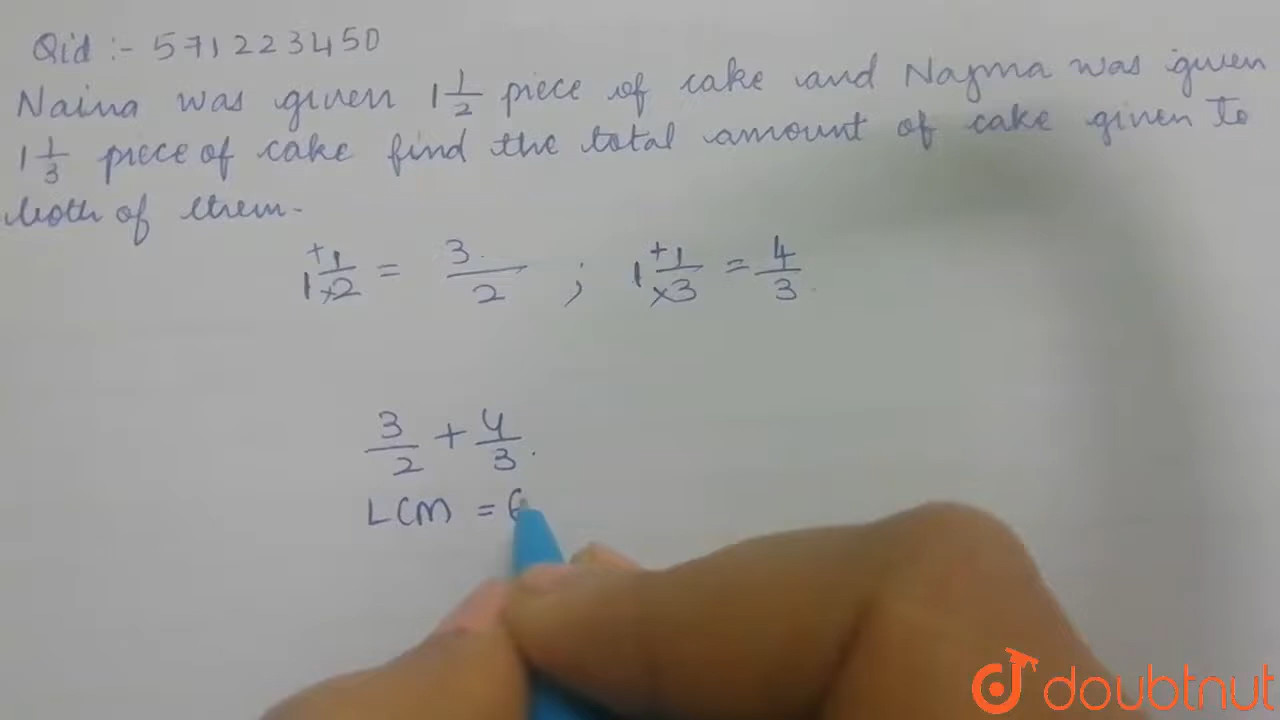 Qid :- 571223450
Naina was given 1 1/2 piece of cake and Najma was given
1 1/3 piece of cake find the total amount of cake given to
both of them.
1 +1/×2 = 3/2 ; 1 +1/×3 = 4/3
3/2 + 4/3
LCM = 6
doubtnut